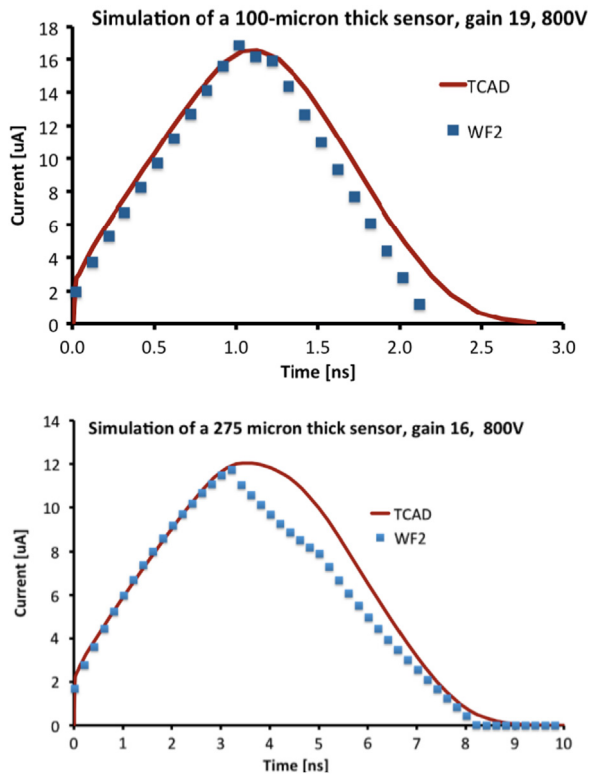 Simulation of a 100-micron thick sensor, gain 19, 800V
18
16
14
12
10
8
6
4
2
0
Current [uA]
TCAD
WF2
0.0 0.5 1.0 1.5 2.0 2.5 3.0
Time [ns]
Simulation of a 275 micron thick sensor, gain 16, 800V
14
12
10
8
6
4
2
0
Current [uA]
TCAD
WF2
0 1 2 3 4 5 6 7 8 9 10
Time [ns]